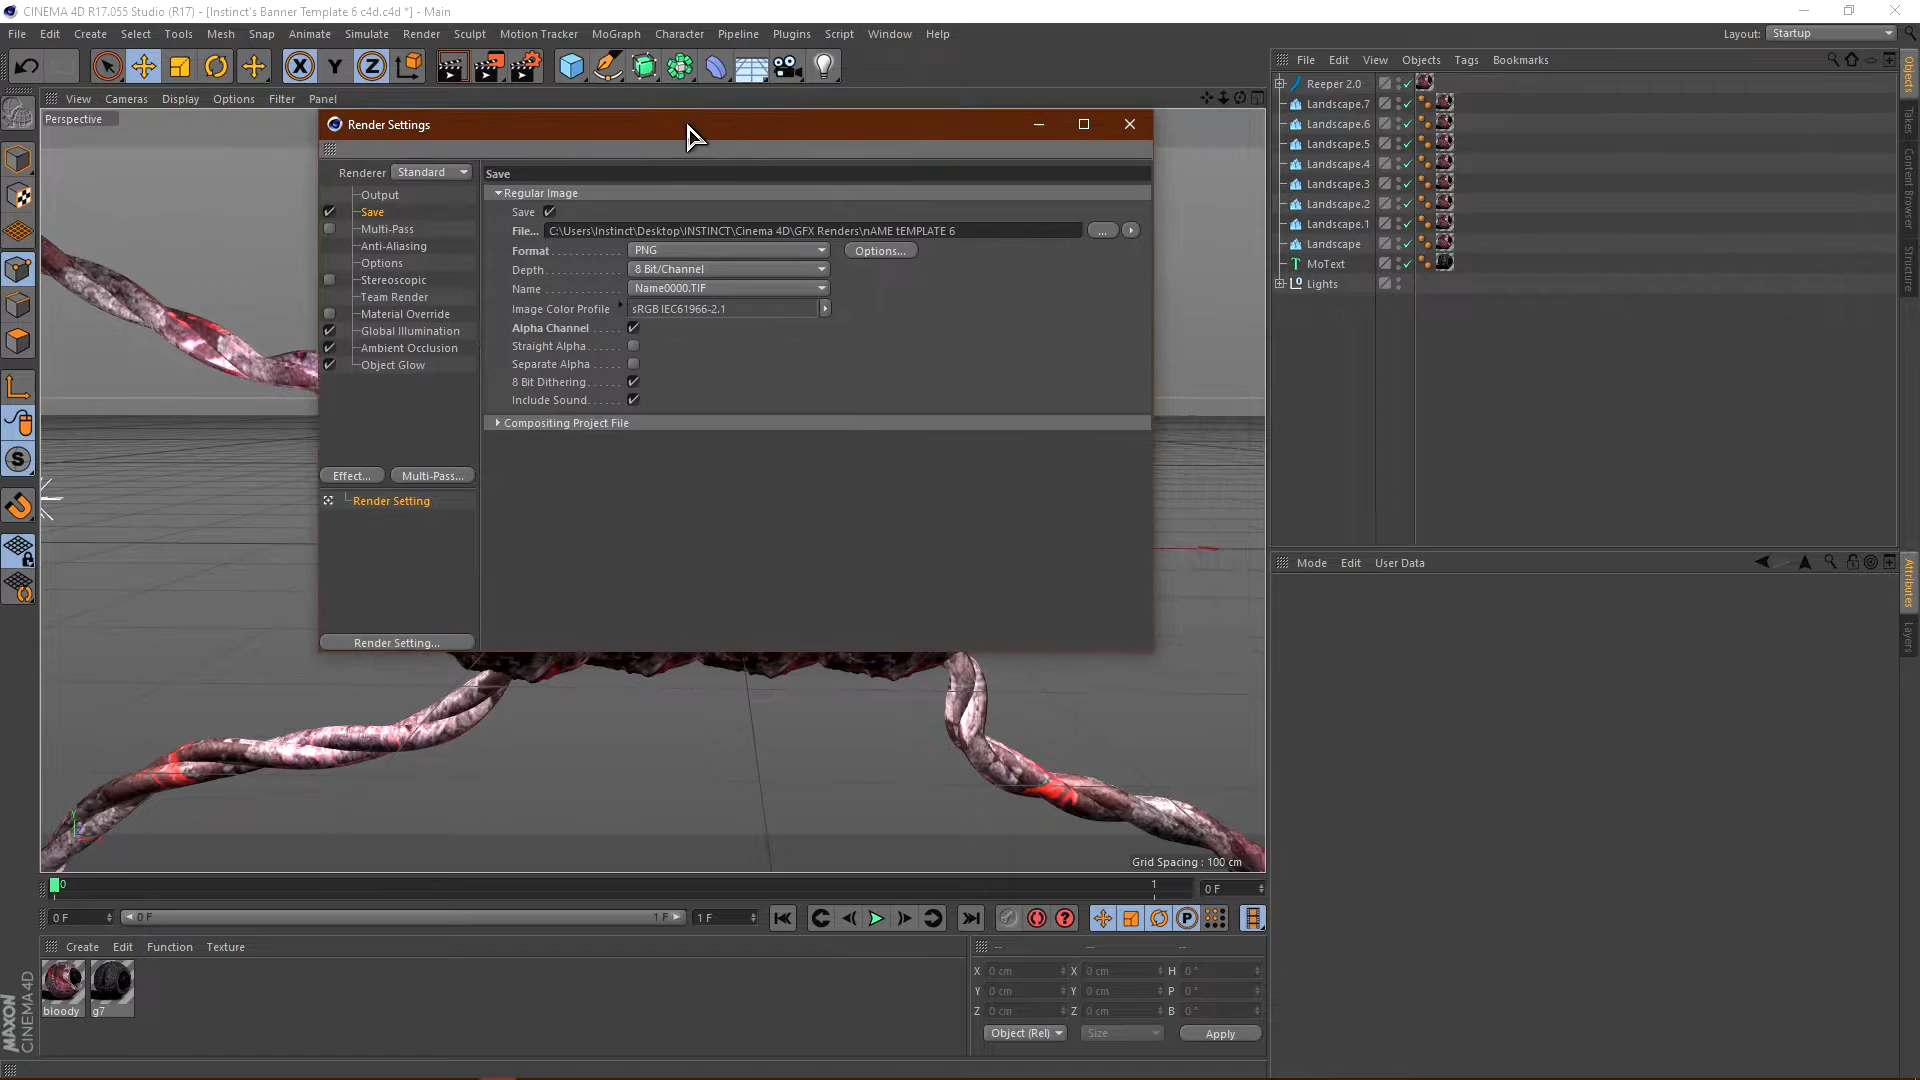 CINEMA 4D R17.055 Studio (R17) - [Instinct's Banner Template 6 c4d.c4d *] - Main
File Edit Create Select Tools Mesh Snap Animate Simulate Render Sculpt Motion Tracker MoGraph Character Pipeline Plugins Script Window Help
Layout: Startup
X Y Z
View Cameras Display Options Filter Panel
Perspective
Render Settings
Renderer Standard
Output
Save
Multi-Pass
Anti-Aliasing
Options
Stereoscopic
Team Render
Material Override
Global Illumination
Ambient Occlusion
Object Glow
Effect... Multi-Pass...
Render Setting
Render Setting...
Save
Regular Image
Save
File... C:\Users\Instinct\Desktop\INSTINCT\Cinema 4D\GFX Renders\nAME tEMPLATE 6 ...
Format PNG Options...
Depth 8 Bit/Channel
Name Name0000.TIF
Image Color Profile sRGB IEC61966-2.1
Alpha Channel
Straight Alpha
Separate Alpha
8 Bit Dithering
Include Sound
Compositing Project File
Y
Grid Spacing : 100 cm
0 1 0 F
0 F 0 F 1 F 1 F
P
Create Edit Function Texture
bloody g7
MAXON
CINEMA 4D
-- -- --
X 0 cm X 0 cm H 0 °
Y 0 cm Y 0 cm P 0 °
Z 0 cm Z 0 cm B 0 °
Object (Rel) Size Apply
File Edit View Objects Tags Bookmarks
Reeper 2.0
Landscape.7
Landscape.6
Landscape.5
Landscape.4
Landscape.3
Landscape.2
Landscape.1
Landscape
MoText
Lights
Mode Edit User Data
Objects
Takes
Content Browser
Structure
Attributes
Layers